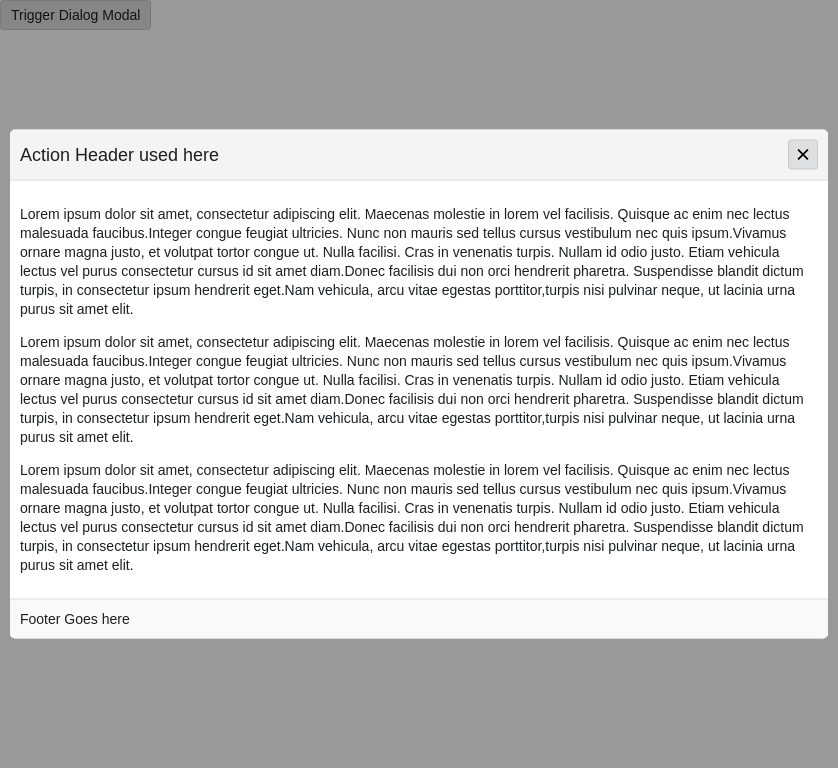 Trigger Dialog Modal
Action Header used here
Lorem ipsum dolor sit amet, consectetur adipiscing elit. Maecenas molestie in lorem vel facilisis. Quisque ac enim nec lectus
malesuada faucibus.Integer congue feugiat ultricies. Nunc non mauris sed tellus cursus vestibulum nec quis ipsum.Vivamus
ornare magna justo, et volutpat tortor congue ut. Nulla facilisi. Cras in venenatis turpis. Nullam id odio justo. Etiam vehicula
lectus vel purus consectetur cursus id sit amet diam.Donec facilisis dui non orci hendrerit pharetra. Suspendisse blandit dictum
turpis, in consectetur ipsum hendrerit eget.Nam vehicula, arcu vitae egestas porttitor,turpis nisi pulvinar neque, ut lacinia urna
purus sit amet elit.
Lorem ipsum dolor sit amet, consectetur adipiscing elit. Maecenas molestie in lorem vel facilisis. Quisque ac enim nec lectus
malesuada faucibus.Integer congue feugiat ultricies. Nunc non mauris sed tellus cursus vestibulum nec quis ipsum.Vivamus
ornare magna justo, et volutpat tortor congue ut. Nulla facilisi. Cras in venenatis turpis. Nullam id odio justo. Etiam vehicula
lectus vel purus consectetur cursus id sit amet diam.Donec facilisis dui non orci hendrerit pharetra. Suspendisse blandit dictum
turpis, in consectetur ipsum hendrerit eget.Nam vehicula, arcu vitae egestas porttitor,turpis nisi pulvinar neque, ut lacinia urna
purus sit amet elit.
Lorem ipsum dolor sit amet, consectetur adipiscing elit. Maecenas molestie in lorem vel facilisis. Quisque ac enim nec lectus
malesuada faucibus.Integer congue feugiat ultricies. Nunc non mauris sed tellus cursus vestibulum nec quis ipsum.Vivamus
ornare magna justo, et volutpat tortor congue ut. Nulla facilisi. Cras in venenatis turpis. Nullam id odio justo. Etiam vehicula
lectus vel purus consectetur cursus id sit amet diam.Donec facilisis dui non orci hendrerit pharetra. Suspendisse blandit dictum
turpis, in consectetur ipsum hendrerit eget.Nam vehicula, arcu vitae egestas porttitor,turpis nisi pulvinar neque, ut lacinia urna
purus sit amet elit.
Footer Goes here